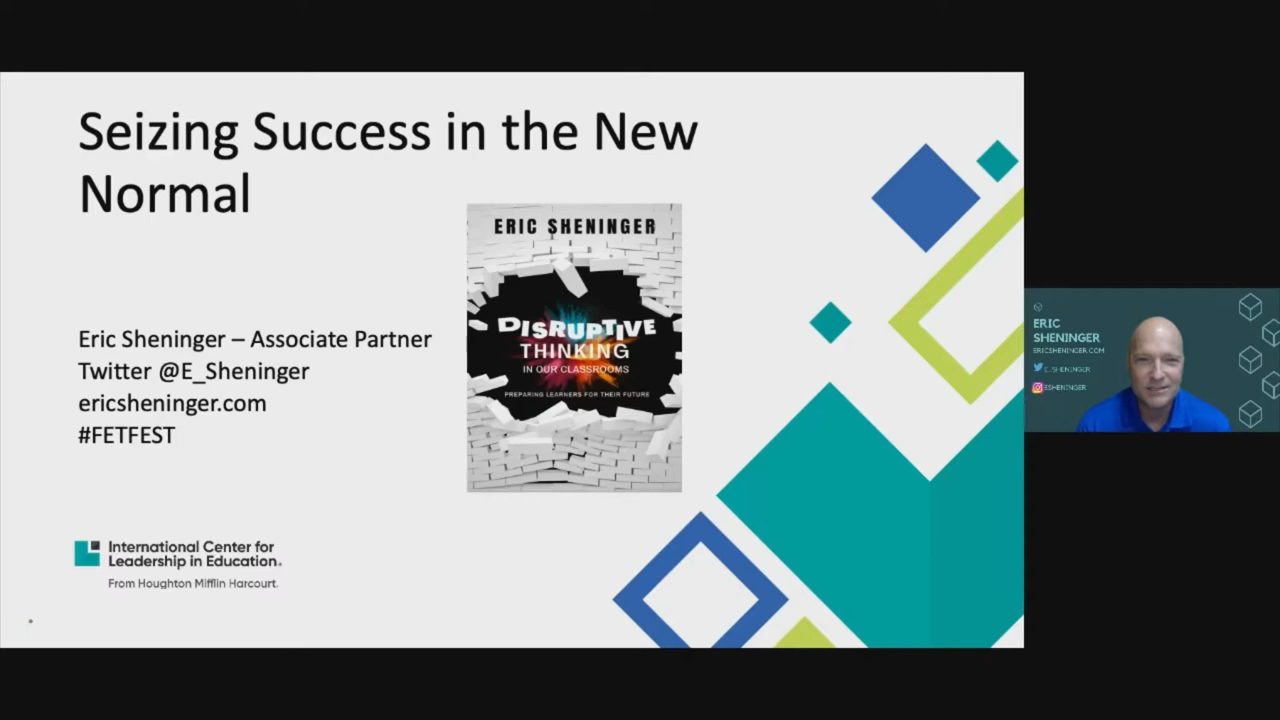 Seizing Success in the New
Normal
ERIC SHENINGER
DISRUPTIVE
THINKING
IN OUR CLASSROOMS
PREPARING LEARNERS FOR THEIR FUTURE
Eric Sheninger – Associate Partner
Twitter @E_Sheninger
ericsheninger.com
#FETFEST
International Center for
Leadership in Education.
From Houghton Mifflin Harcourt.
ERIC
SHENINGER
ERICSHENINGER.COM
E_SHENINGER
ESHENINGER